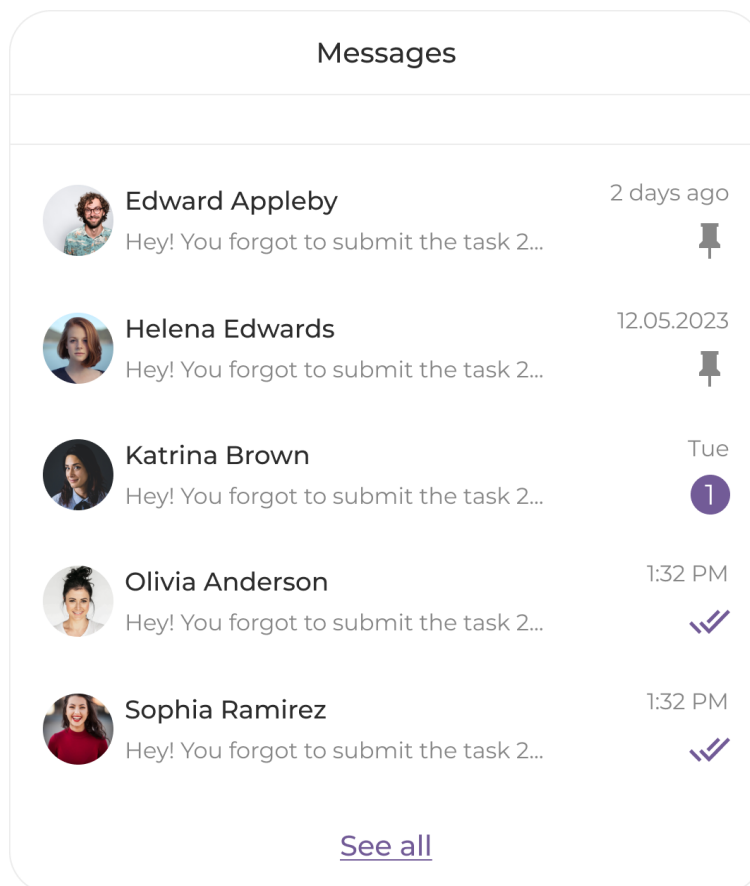 Messages
Edward Appleby
2 days ago
Hey! You forgot to submit the task 2...
Helena Edwards
12.05.2023
Hey! You forgot to submit the task 2...
Katrina Brown
Tue
Hey! You forgot to submit the task 2...
1
Olivia Anderson
1:32 PM
Hey! You forgot to submit the task 2...
Sophia Ramirez
1:32 PM
Hey! You forgot to submit the task 2...
See all